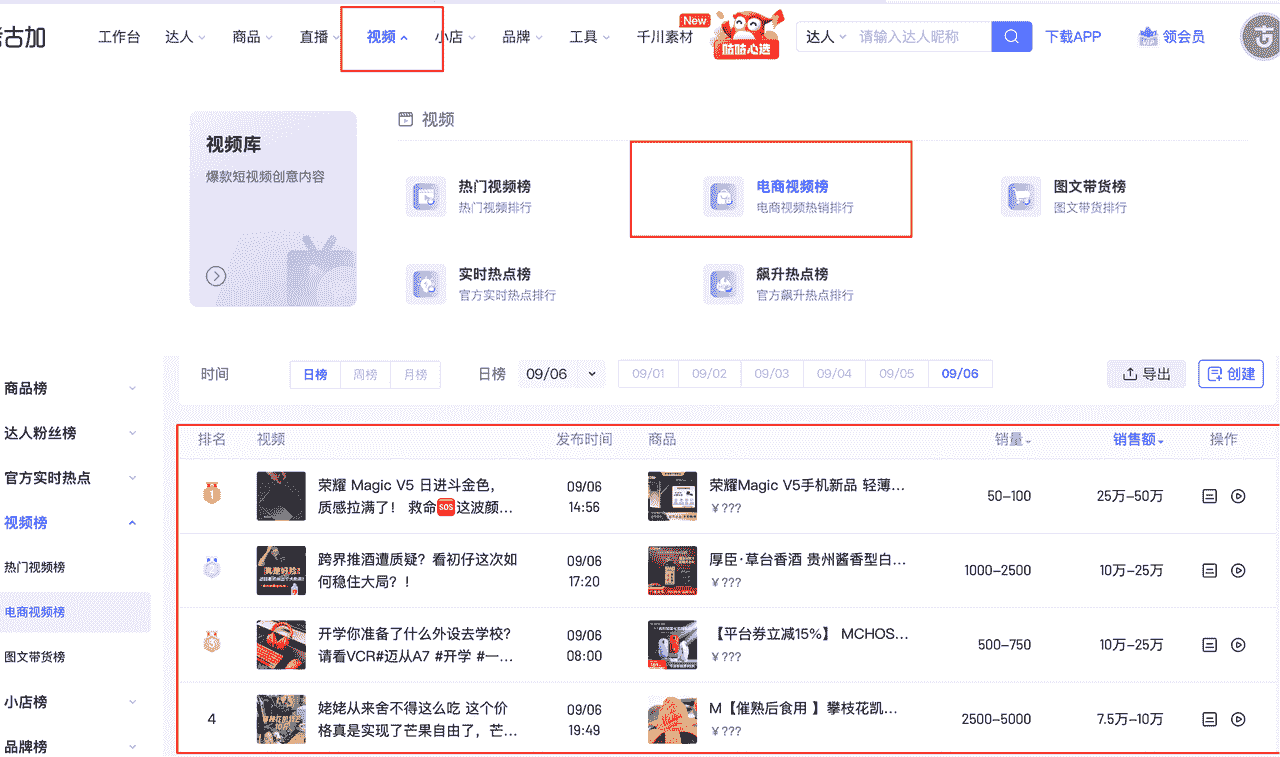 古加
工作台
达人
商品
直播
视频
小店
品牌
工具
千川素材
New
咕咕心选
达人
请输入达人昵称
下载APP
领会员
视频库
爆款短视频创意内容
视频
热门视频榜
热门视频排行
电商视频榜
电商视频热销排行
图文带货榜
图文带货排行
实时热点榜
官方实时热点排行
飙升热点榜
官方飙升热点排行
商品榜
达人粉丝榜
官方实时热点
视频榜
热门视频榜
电商视频榜
图文带货榜
小店榜
品牌榜
时间
日榜
周榜
月榜
日榜
09/06
09/01
09/02
09/03
09/04
09/05
09/06
导出
创建
排名
视频
发布时间
商品
销量
销售额
操作
1
荣耀 Magic V5 日进斗金色，
质感拉满了！ 救命SOS这波颜...
09/06
14:56
荣耀Magic V5手机新品 轻薄...
￥???
50-100
25万-50万
跨界推酒遭质疑？看初仔这次如
何稳住大局？！
09/06
17:20
厚臣·草台香酒 贵州酱香型白...
￥???
1000-2500
10万-25万
3
开学你准备了什么外设去学校？
请看VCR#迈从A7 #开学 #一...
09/06
08:00
【平台券立减15%】 MCHOS...
￥???
500-750
10万-25万
4
姥姥从来舍不得这么吃 这个价
格真是实现了芒果自由了，芒...
09/06
19:49
M【催熟后食用 】攀枝花凯...
￥???
2500-5000
7.5万-10万